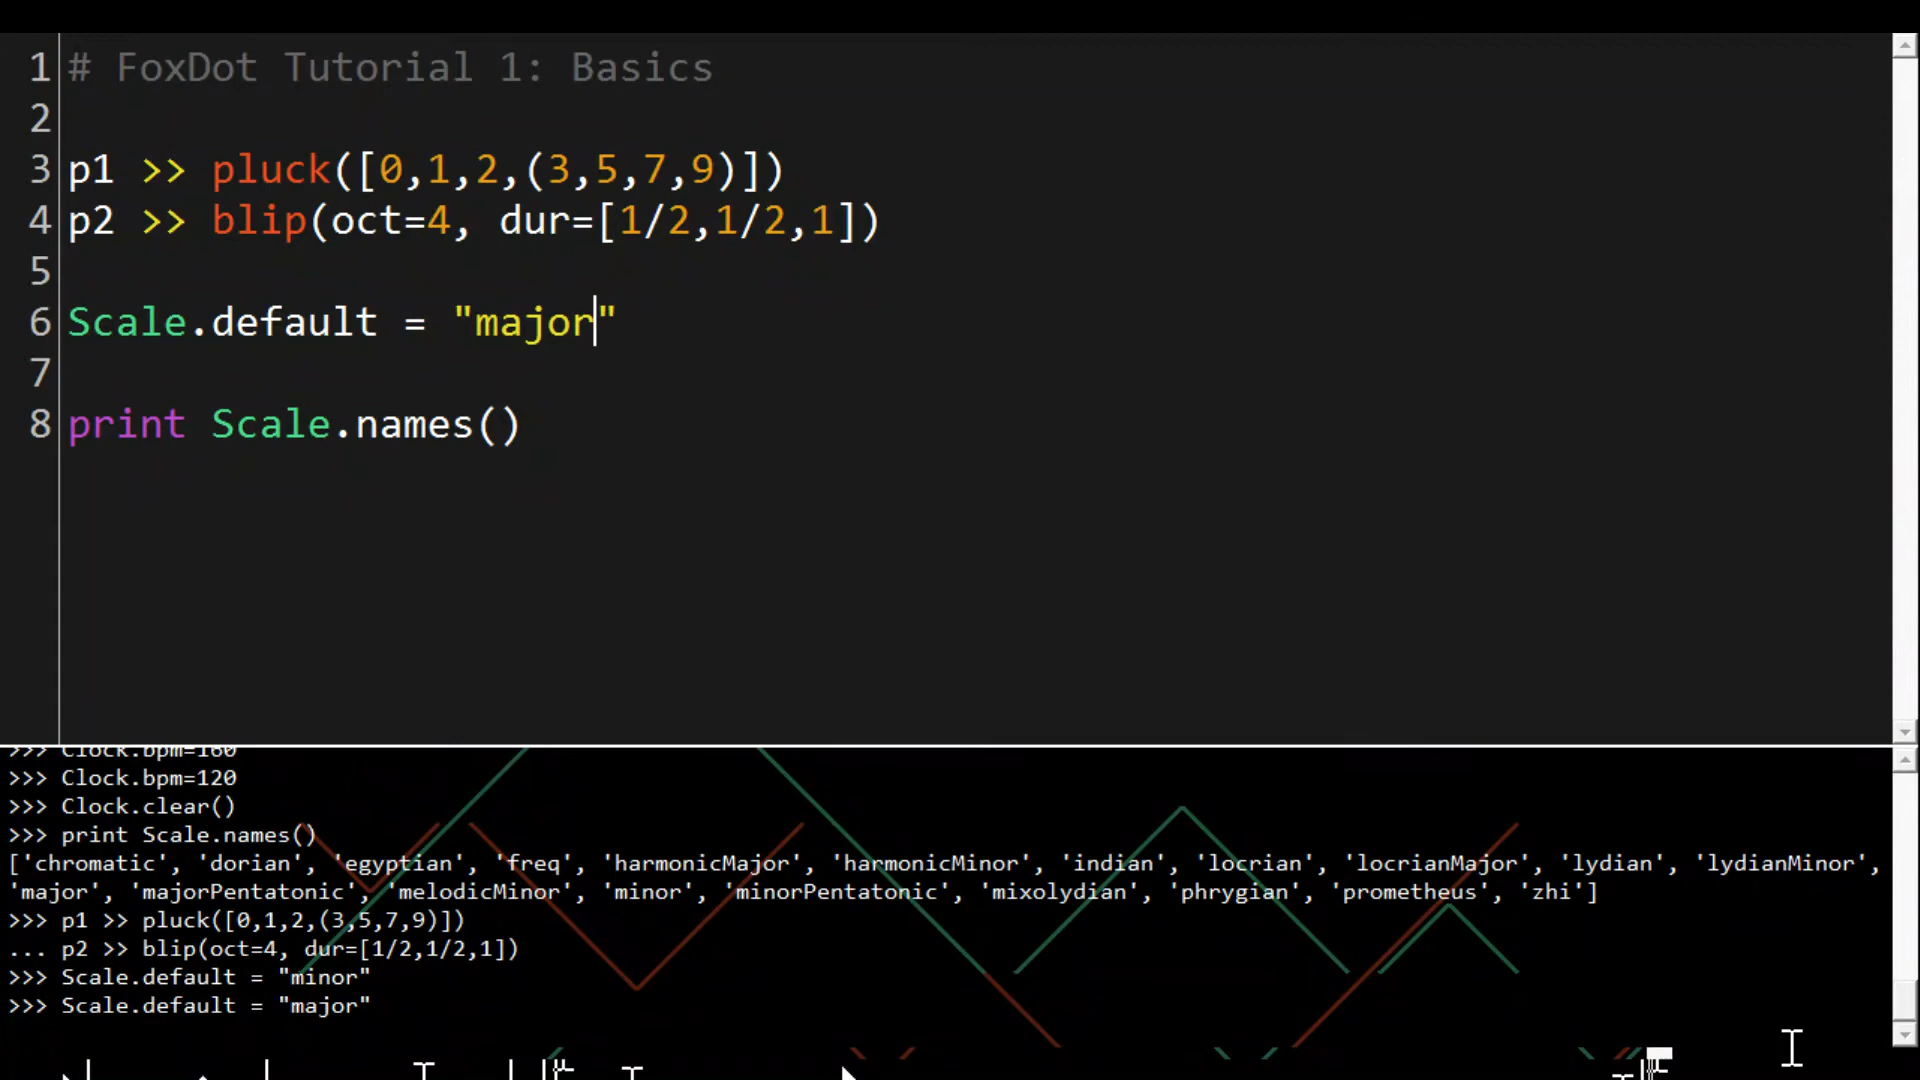 1 # FoxDot Tutorial 1: Basics
2
3 p1 >> pluck([0,1,2,(3,5,7,9)])
4 p2 >> blip(oct=4, dur=[1/2,1/2,1])
5
6 Scale.default = "major"
7
8 print Scale.names()
>>> Clock.bpm=160
>>> Clock.bpm=120
>>> Clock.clear()
>>> print Scale.names()
['chromatic', 'dorian', 'egyptian', 'freq', 'harmonicMajor', 'harmonicMinor', 'indian', 'locrian', 'locrianMajor', 'lydian', 'lydianMinor',
'major', 'majorPentatonic', 'melodicMinor', 'minor', 'minorPentatonic', 'mixolydian', 'phrygian', 'prometheus', 'zhi']
>>> p1 >> pluck([0,1,2,(3,5,7,9)])
... p2 >> blip(oct=4, dur=[1/2,1/2,1])
>>> Scale.default = "minor"
>>> Scale.default = "major"